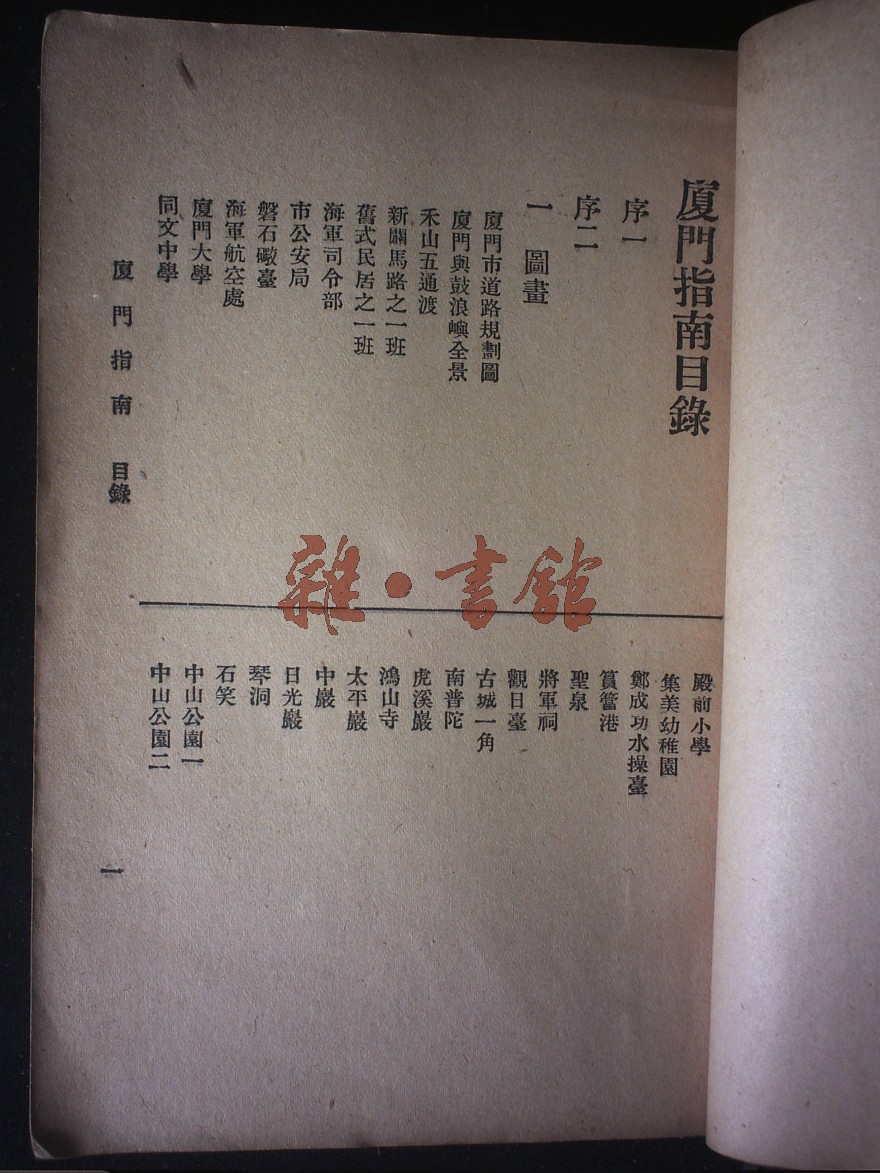 廈門指南目錄
序一
序二
一 圖畫
廈門市道路規劃圖
廈門與鼓浪嶼全景
禾山五通渡
新闢馬路之一班
舊式民居之一班
海軍司令部
市公安局
磐石礮臺
海軍航空處
廈門大學
同文中學
殿前小學
集美幼稚園
鄭成功水操臺
篔簹港
聖泉
將軍祠
觀日臺
古城一角
南普陀
虎溪巖
鴻山寺
太平巖
中巖
日光巖
琴洞
石笑
中山公園一
中山公園二
廈門指南 目錄
一
雜·書館